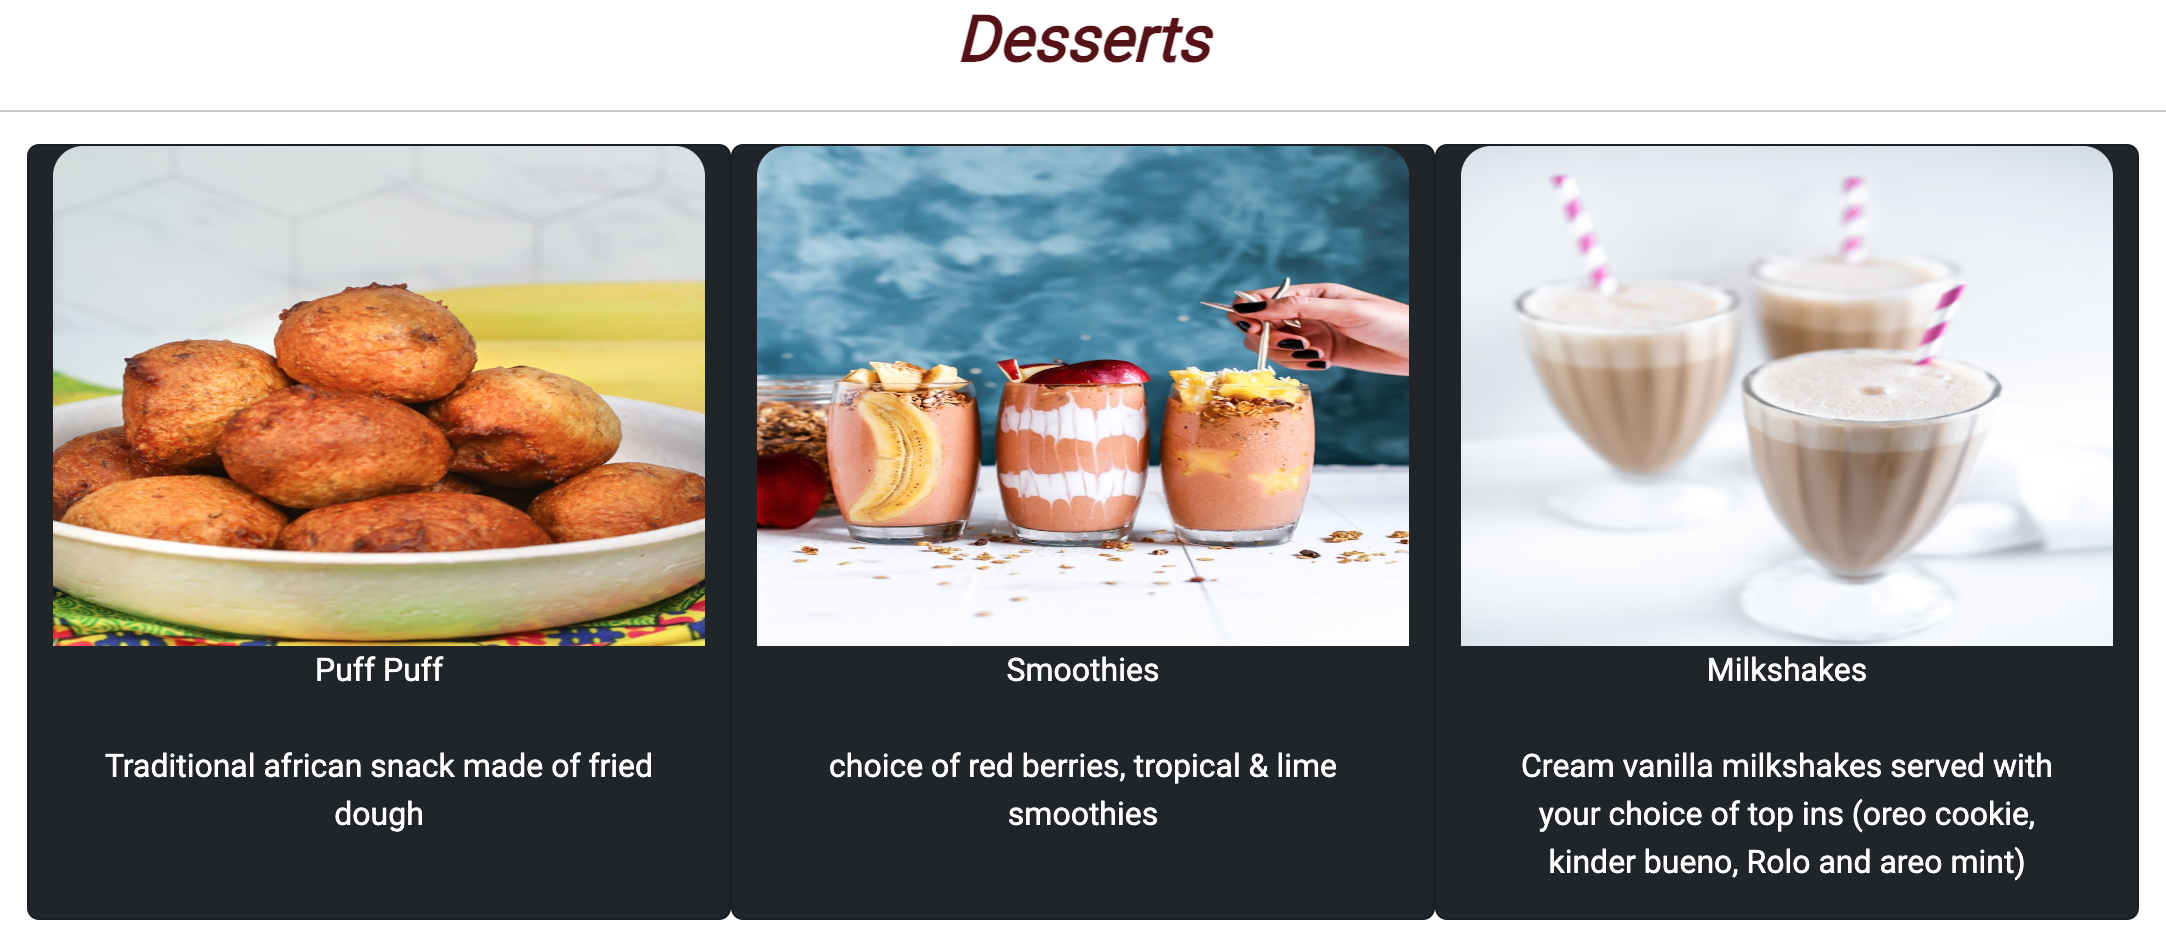 Desserts
Puff Puff
Traditional african snack made of fried
dough
Smoothies
choice of red berries, tropical & lime
smoothies
Milkshakes
Cream vanilla milkshakes served with
your choice of top ins (oreo cookie,
kinder bueno, Rolo and areo mint)